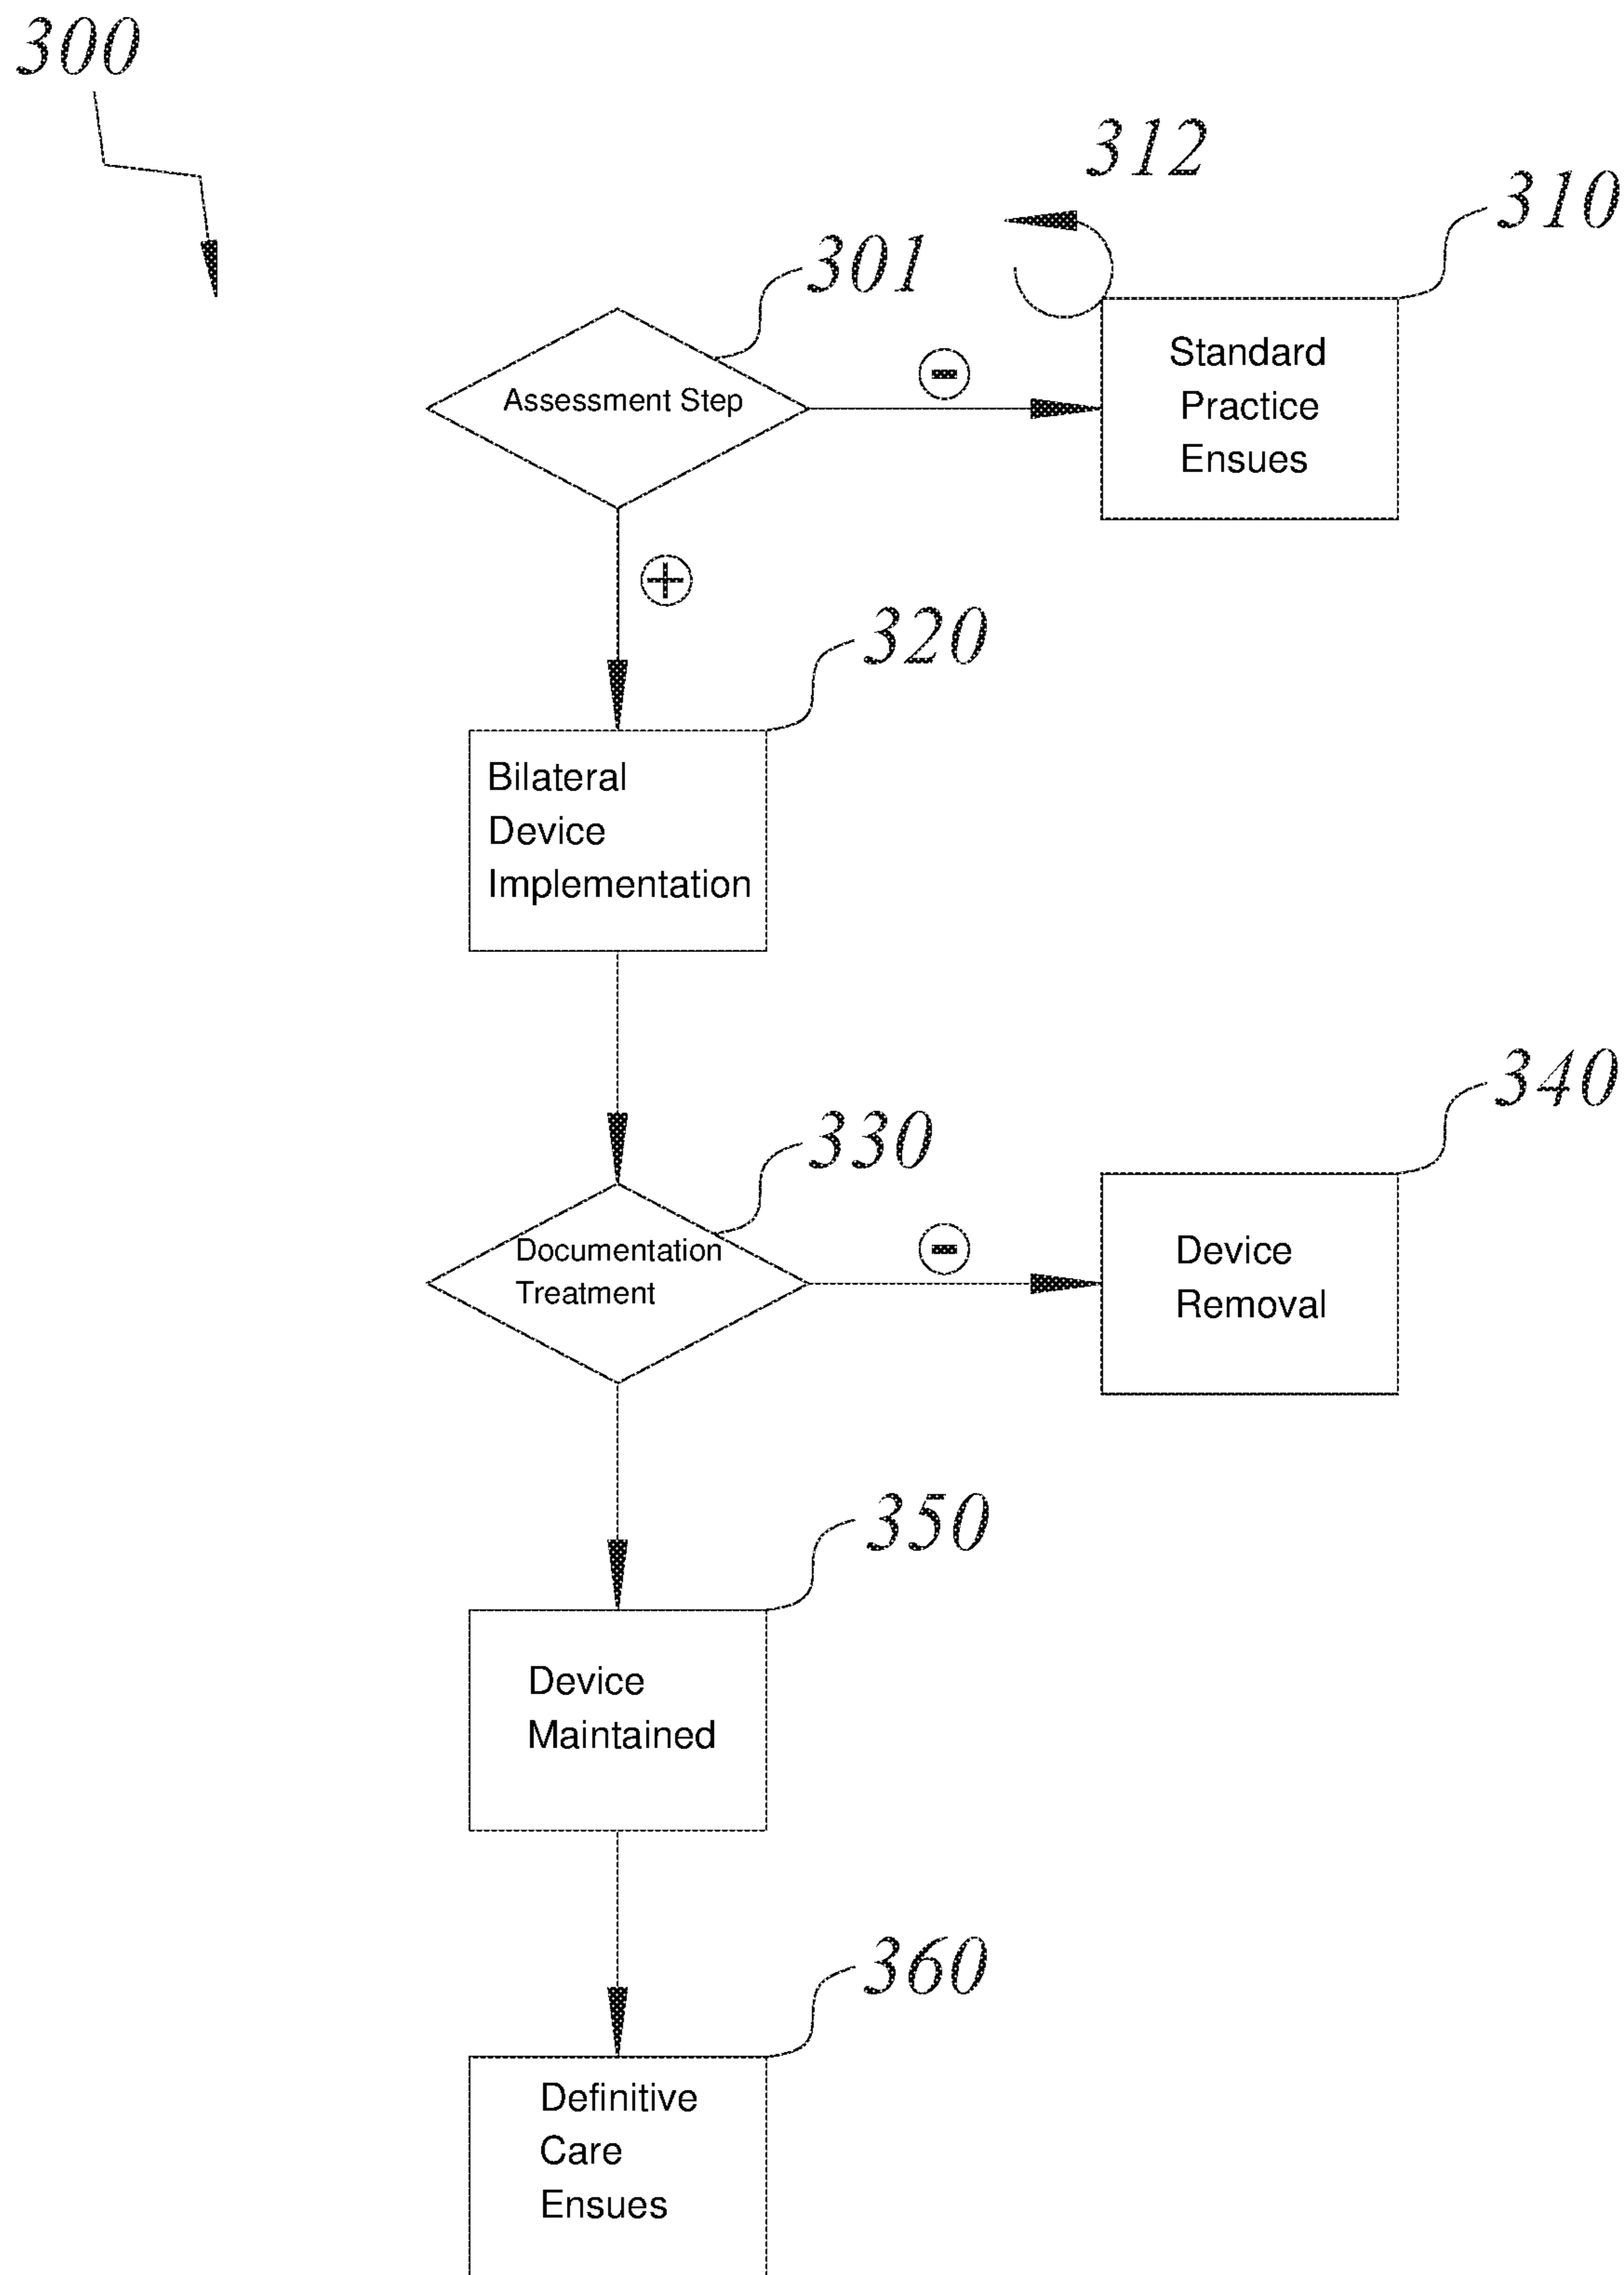 300
312
310
301
Assessment Step
-
Standard
Practice
Ensues
+
320
Bilateral
Device
Implementation
330
340
Documentation
Treatment
-
Device
Removal
350
Device
Maintained
360
Definitive
Care
Ensues